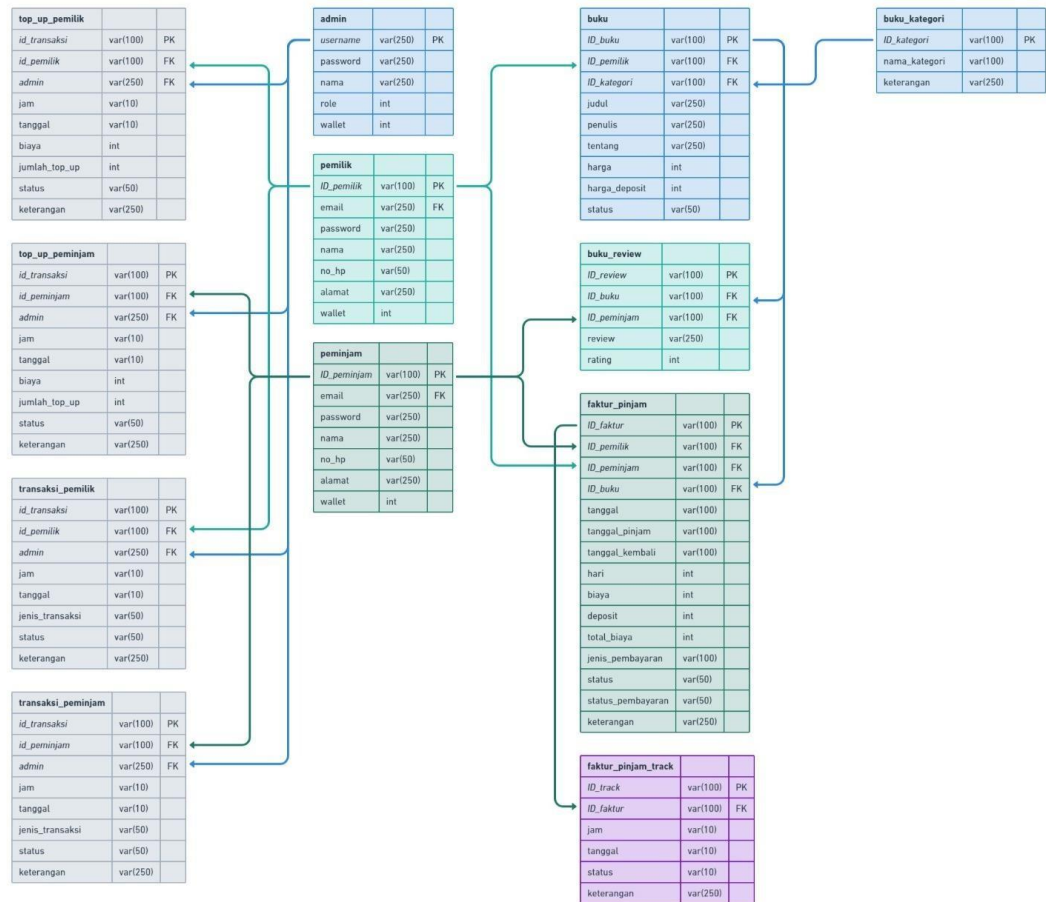 top_up_pemilik
id_transaksi var(100) PK
id_pemilik var(100) FK
admin var(250) FK
jam var(10)
tanggal var(10)
biaya int
jumlah_top_up int
status var(50)
keterangan var(250)
top_up_peminjam
id_transaksi var(100) PK
id_peminjam var(100) FK
admin var(250) FK
jam var(10)
tanggal var(10)
biaya int
jumlah_top_up int
status var(50)
keterangan var(250)
transaksi_pemilik
id_transaksi var(100) PK
id_pemilik var(100) FK
admin var(250) FK
jam var(10)
tanggal var(10)
jenis_transaksi var(50)
status var(50)
keterangan var(250)
transaksi_peminjam
id_transaksi var(100) PK
id_peminjam var(100) FK
admin var(250) FK
jam var(10)
tanggal var(10)
jenis_transaksi var(50)
status var(50)
keterangan var(250)
admin
username var(250) PK
password var(250)
nama var(250)
role int
wallet int
pemilik
ID_pemilik var(100) PK
email var(250) FK
password var(250)
nama var(250)
no_hp var(50)
alamat var(250)
wallet int
peminjam
ID_peminjam var(100) PK
email var(250) FK
password var(250)
nama var(250)
no_hp var(50)
alamat var(250)
wallet int
buku
ID_buku var(100) PK
ID_pemilik var(100) FK
ID_kategori var(100) FK
judul var(250)
penulis var(250)
tentang var(250)
harga int
harga_deposit int
status var(50)
buku_review
ID_review var(100) PK
ID_buku var(100) FK
ID_peminjam var(100) FK
review var(250)
rating int
faktur_pinjam
ID_faktur var(100) PK
ID_pemilik var(100) FK
ID_peminjam var(100) FK
ID_buku var(100) FK
tanggal var(100)
tanggal_pinjam var(100)
tanggal_kembali var(100)
hari int
biaya int
deposit int
total_biaya int
jenis_pembayaran var(100)
status var(50)
status_pembayaran var(50)
keterangan var(250)
faktur_pinjam_track
ID_track var(100) PK
ID_faktur var(100) FK
jam var(10)
tanggal var(10)
status var(10)
keterangan var(250)
buku_kategori
ID_kategori var(100) PK
nama_kategori var(100)
keterangan var(250)